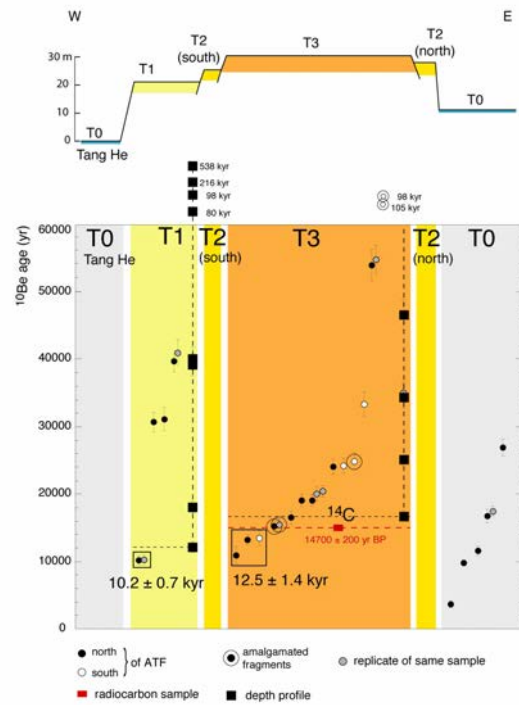 W
E
T2
(south)
T3
T2
(north)
T1
30 m
20
10
0
T0
Tang He
T0
538 kyr
216 kyr
98 kyr
80 kyr
98 kyr
105 kyr
60000
50000
40000
30000
20000
10000
0
10Be age (yr)
T0
Tang He
T1
T2
(south)
T3
T2
(north)
T0
14C
14700 ± 200 yr BP
10.2 ± 0.7 kyr
12.5 ± 1.4 kyr
north
south
of ATF
amalgamated
fragments
replicate of same sample
radiocarbon sample
depth profile